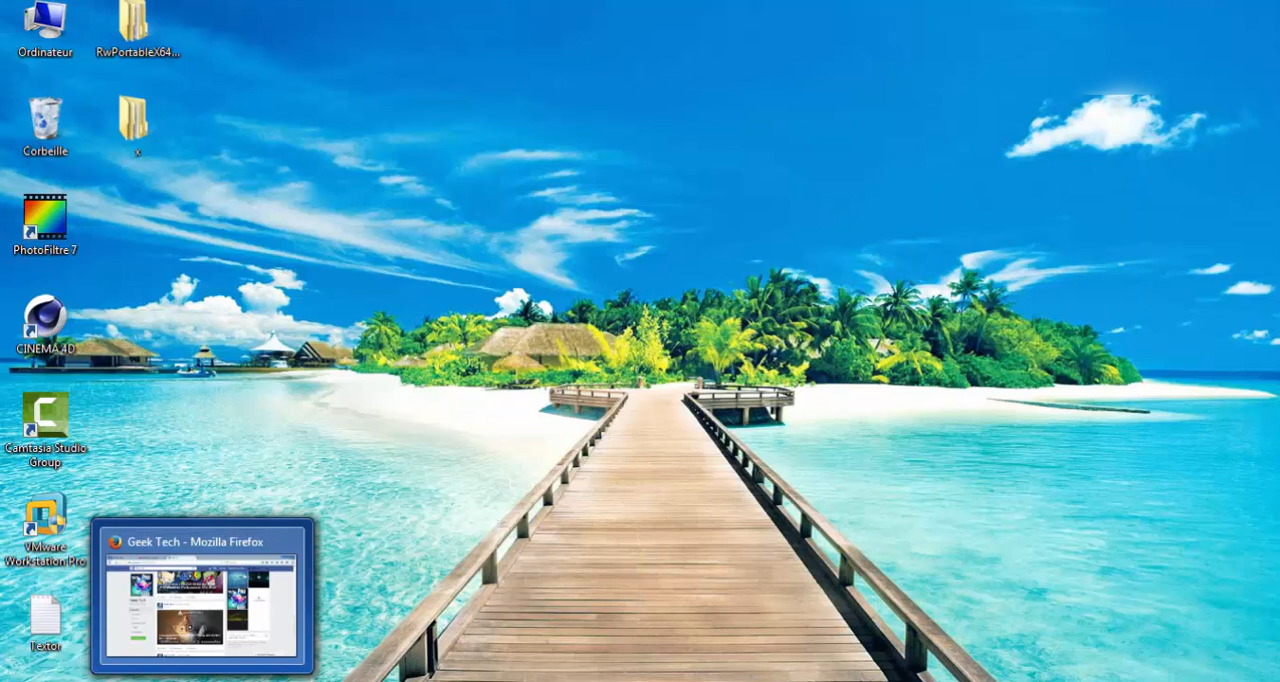 Ordinateur
RwPortableX64...
Corbeille
x
PhotoFiltre 7
CINEMA 4D
Camtasia Studio
Group
VMware
Workstation Pro
Textor
Geek Tech - Mozilla Firefox